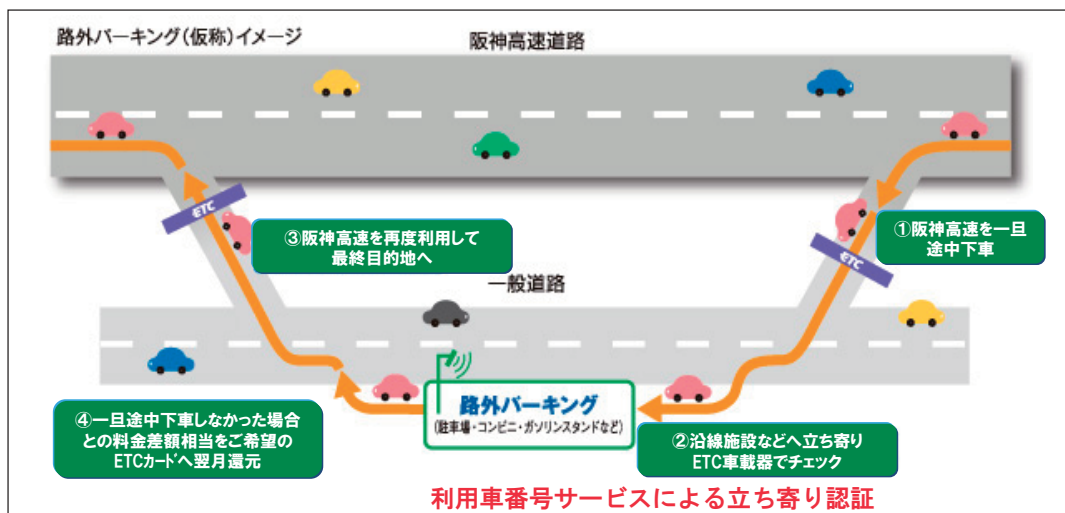 路外パーキング(仮称)イメージ
阪神高速道路
ETC
③阪神高速を再度利用して
最終目的地へ
①阪神高速を一旦
途中下車
ETC
一般道路
路外パーキング
(駐車場・コンビニ・ガソリンスタンドなど)
④一旦途中下車しなかった場合
との料金差額相当をご希望の
ETCカードへ翌月還元
②沿線施設などへ立ち寄り
ETC車載器でチェック
利用車番号サービスによる立ち寄り認証